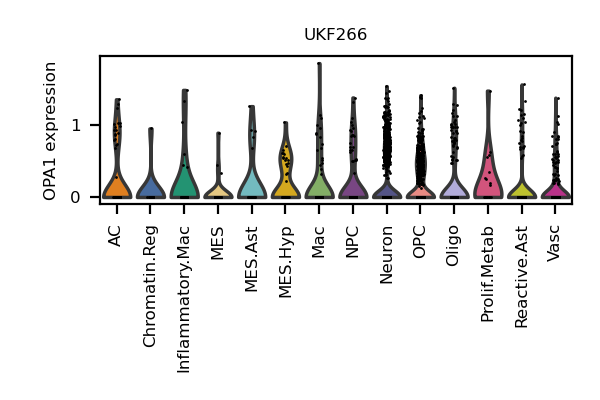 UKF266
OPA1 expression
1
0
AC
Chromatin.Reg
Inflammatory.Mac
MES
MES.Ast
MES.Hyp
Mac
NPC
Neuron
OPC
Oligo
Prolif.Metab
Reactive.Ast
Vasc